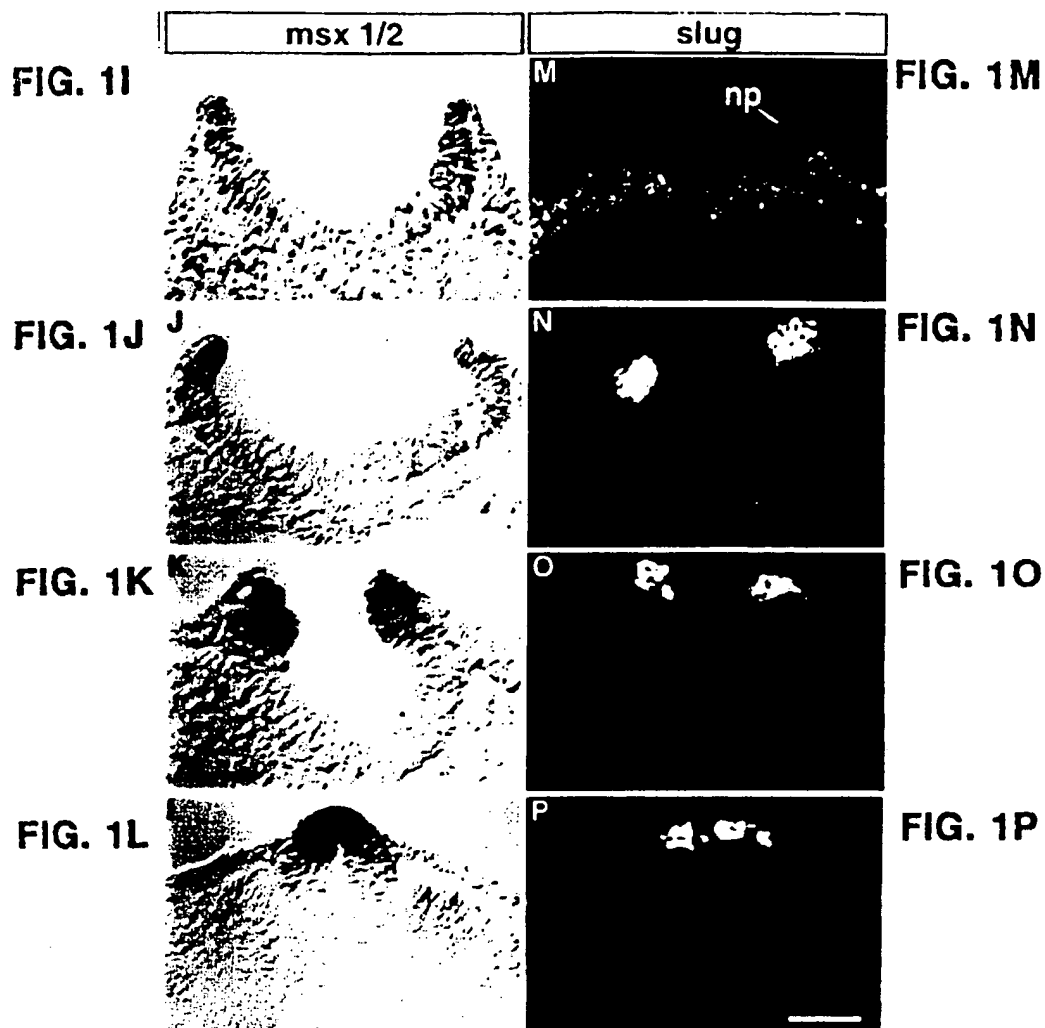 msx 1/2 slug
FIG. 1I M np FIG. 1M
FIG. 1J J N FIG. 1N
FIG. 1K K O FIG. 1O
FIG. 1L L P FIG. 1P